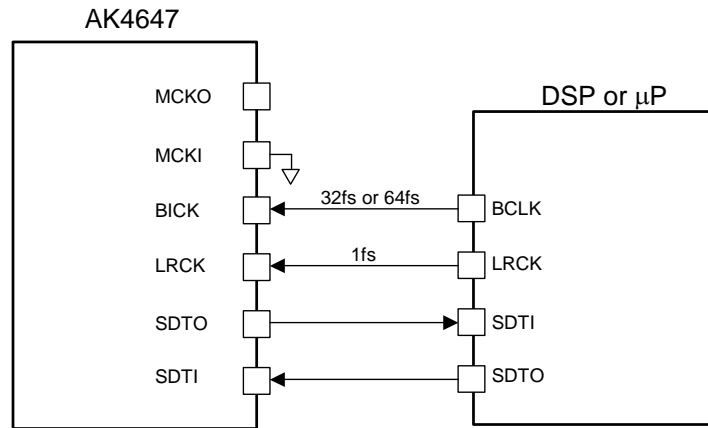 AK4647
DSP or μP
MCKO
MCKI
BICK
32fs or 64fs
BCLK
LRCK
1fs
LRCK
SDTO
SDTI
SDTI
SDTO